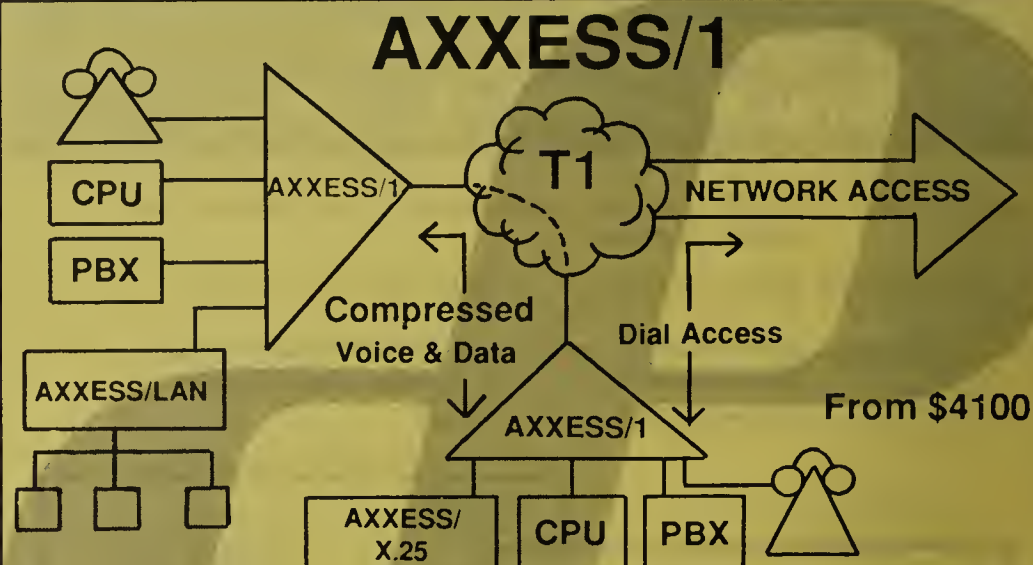 AXXESS/1
CPU
PBX
AXXESS/1
T1
NETWORK ACCESS
Compressed
Voice & Data
Dial Access
AXXESS/LAN
AXXESS/1
From $4100
AXXESS/
X.25
CPU
PBX